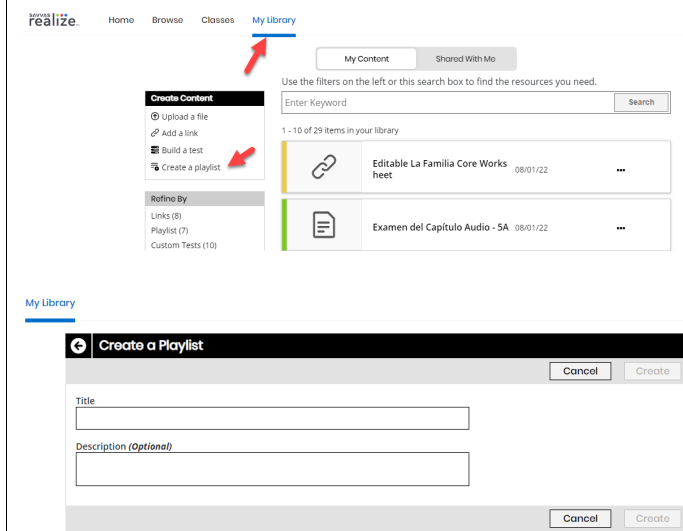 SAVVAS
realize™
Home Browse Classes My Library
My Content Shared With Me
Use the filters on the left or this search box to find the resources you need.
Create Content
Enter Keyword Search
Upload a file
Add a link
1 - 10 of 29 items in your library
Build a test
Create a playlist
Editable La Familia Core Works
heet
08/01/22
Refine By
Links (8)
Playlist (7)
Custom Tests (10)
Examen del Capítulo Audio - 5A 08/01/22
My Library
Create a Playlist
Cancel Create
Title
Description (Optional)
Cancel Create